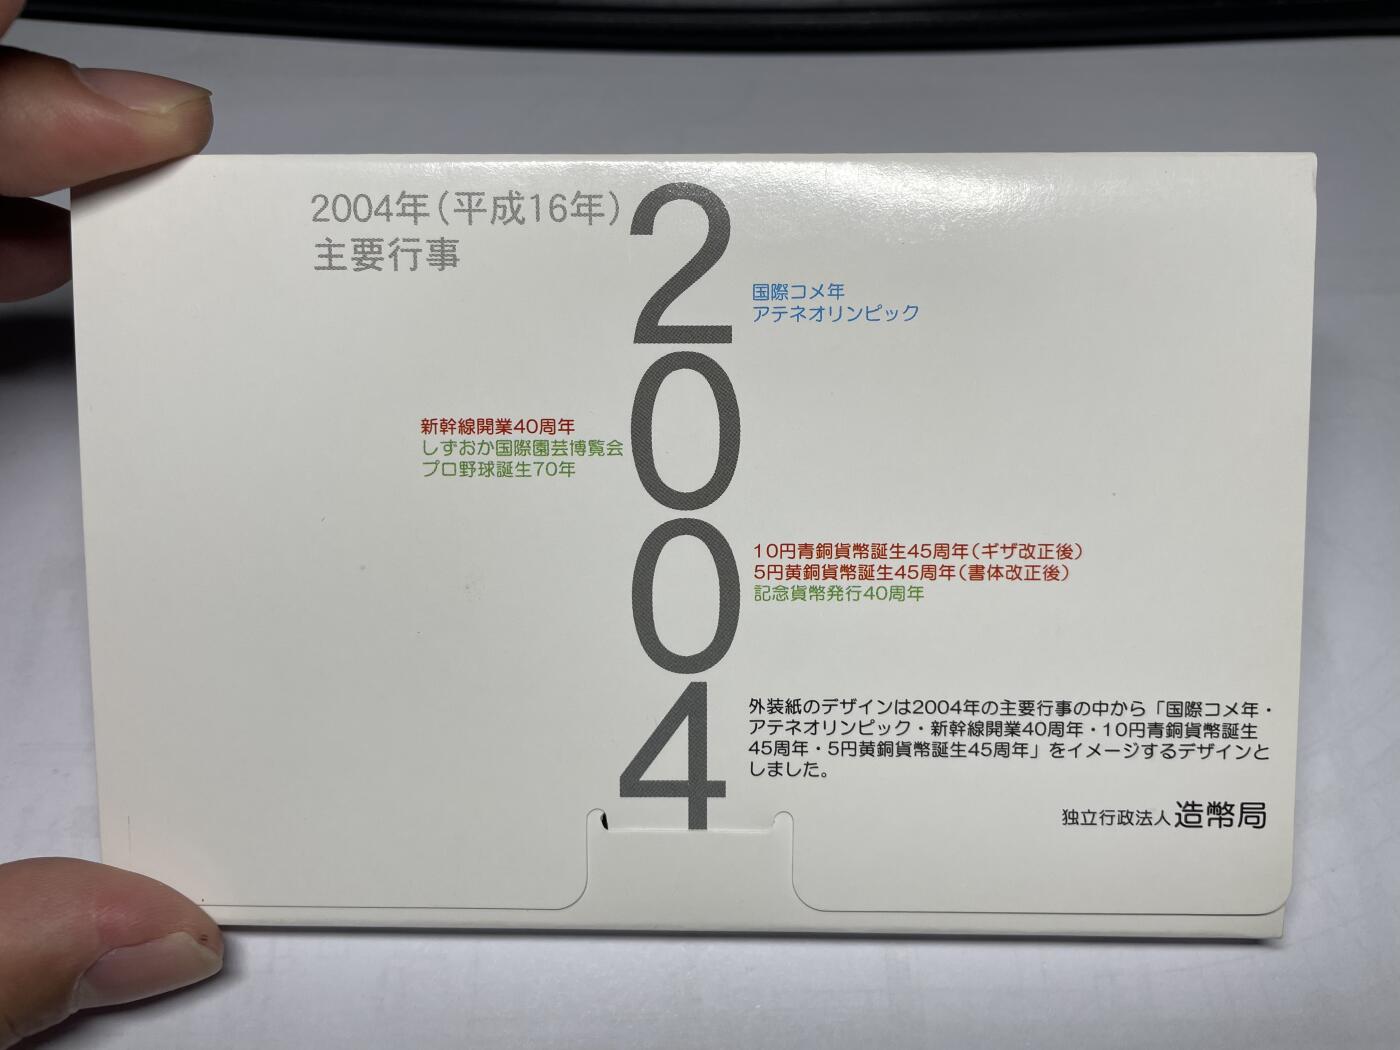 2004年(平成16年)
主要行事
2004
国際コメ年
アテネオリンピック
新幹線開業40周年
しずおか国際園芸博覧会
プロ野球誕生70年
10円青銅貨幣誕生45周年(ギザ改正後)
5円黄銅貨幣誕生45周年(書体改正後)
記念貨幣発行40周年
外装紙のデザインは2004年の主要行事の中から「国際コメ年・
アテネオリンピック・新幹線開業40周年・10円青銅貨幣誕生
45周年・5円黄銅貨幣誕生45周年」をイメージするデザインと
しました。
独立行政法人 造幣局